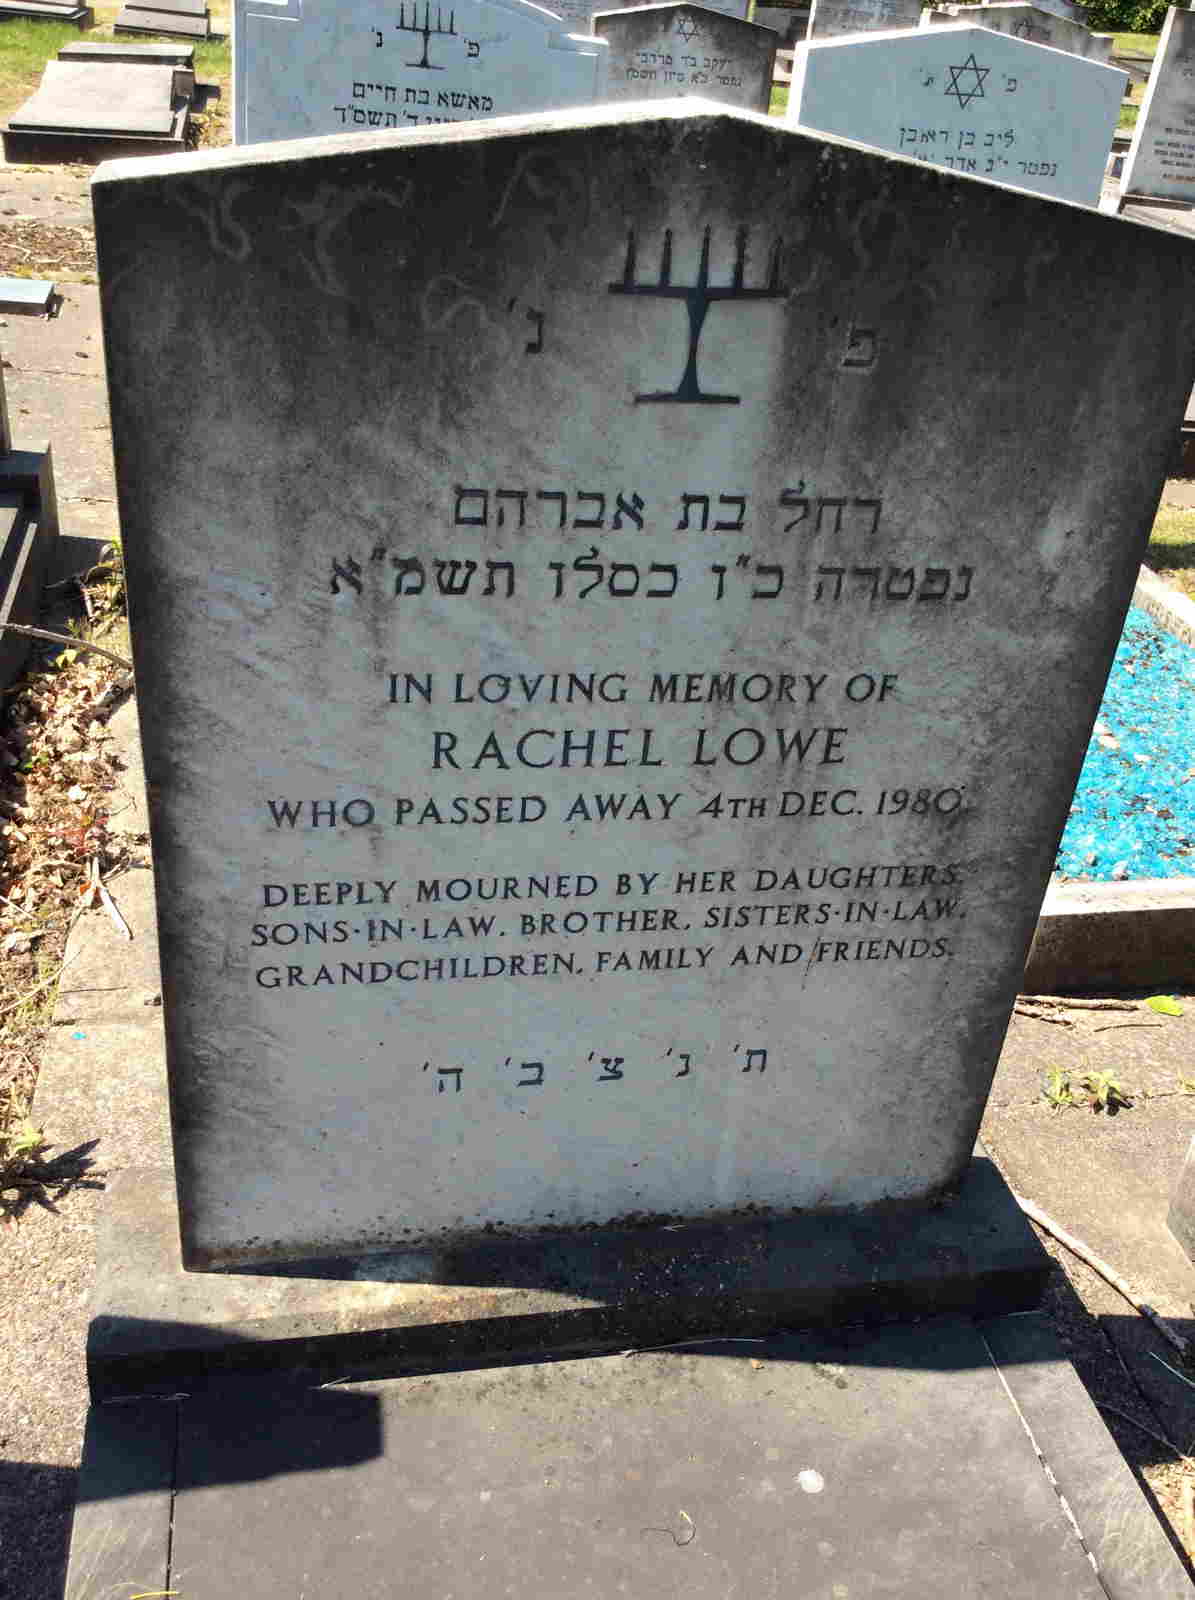 נ' פ'
מאשא בת חיים
יעקב ב'ר מרדכי
פ' ת'
ליב בן ראובן
פ' נ'
רחל בת אברהם
נפטרה כ"ו כסלו תשמ"א
IN LOVING MEMORY OF
RACHEL LOWE
WHO PASSED AWAY 4TH DEC. 1980.
DEEPLY MOURNED BY HER DAUGHTERS.
SONS·IN·LAW. BROTHER. SISTERS·IN·LAW.
GRANDCHILDREN. FAMILY AND FRIENDS.
ת' נ' צ' ב' ה'